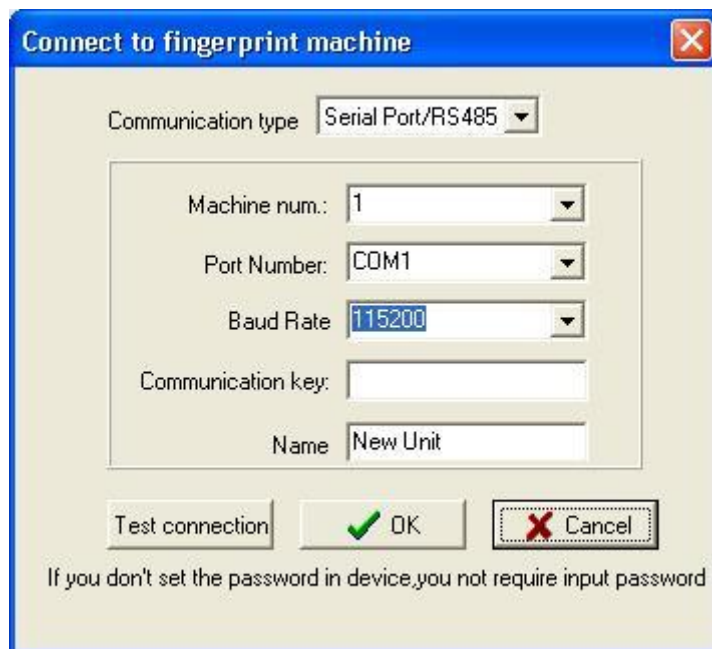 Connect to fingerprint machine
Communication type Serial Port/RS485
Machine num.: 1
Port Number: COM1
Baud Rate 115200
Communication key:
Name New Unit
Test connection OK Cancel
If you don't set the password in device,you not require input password